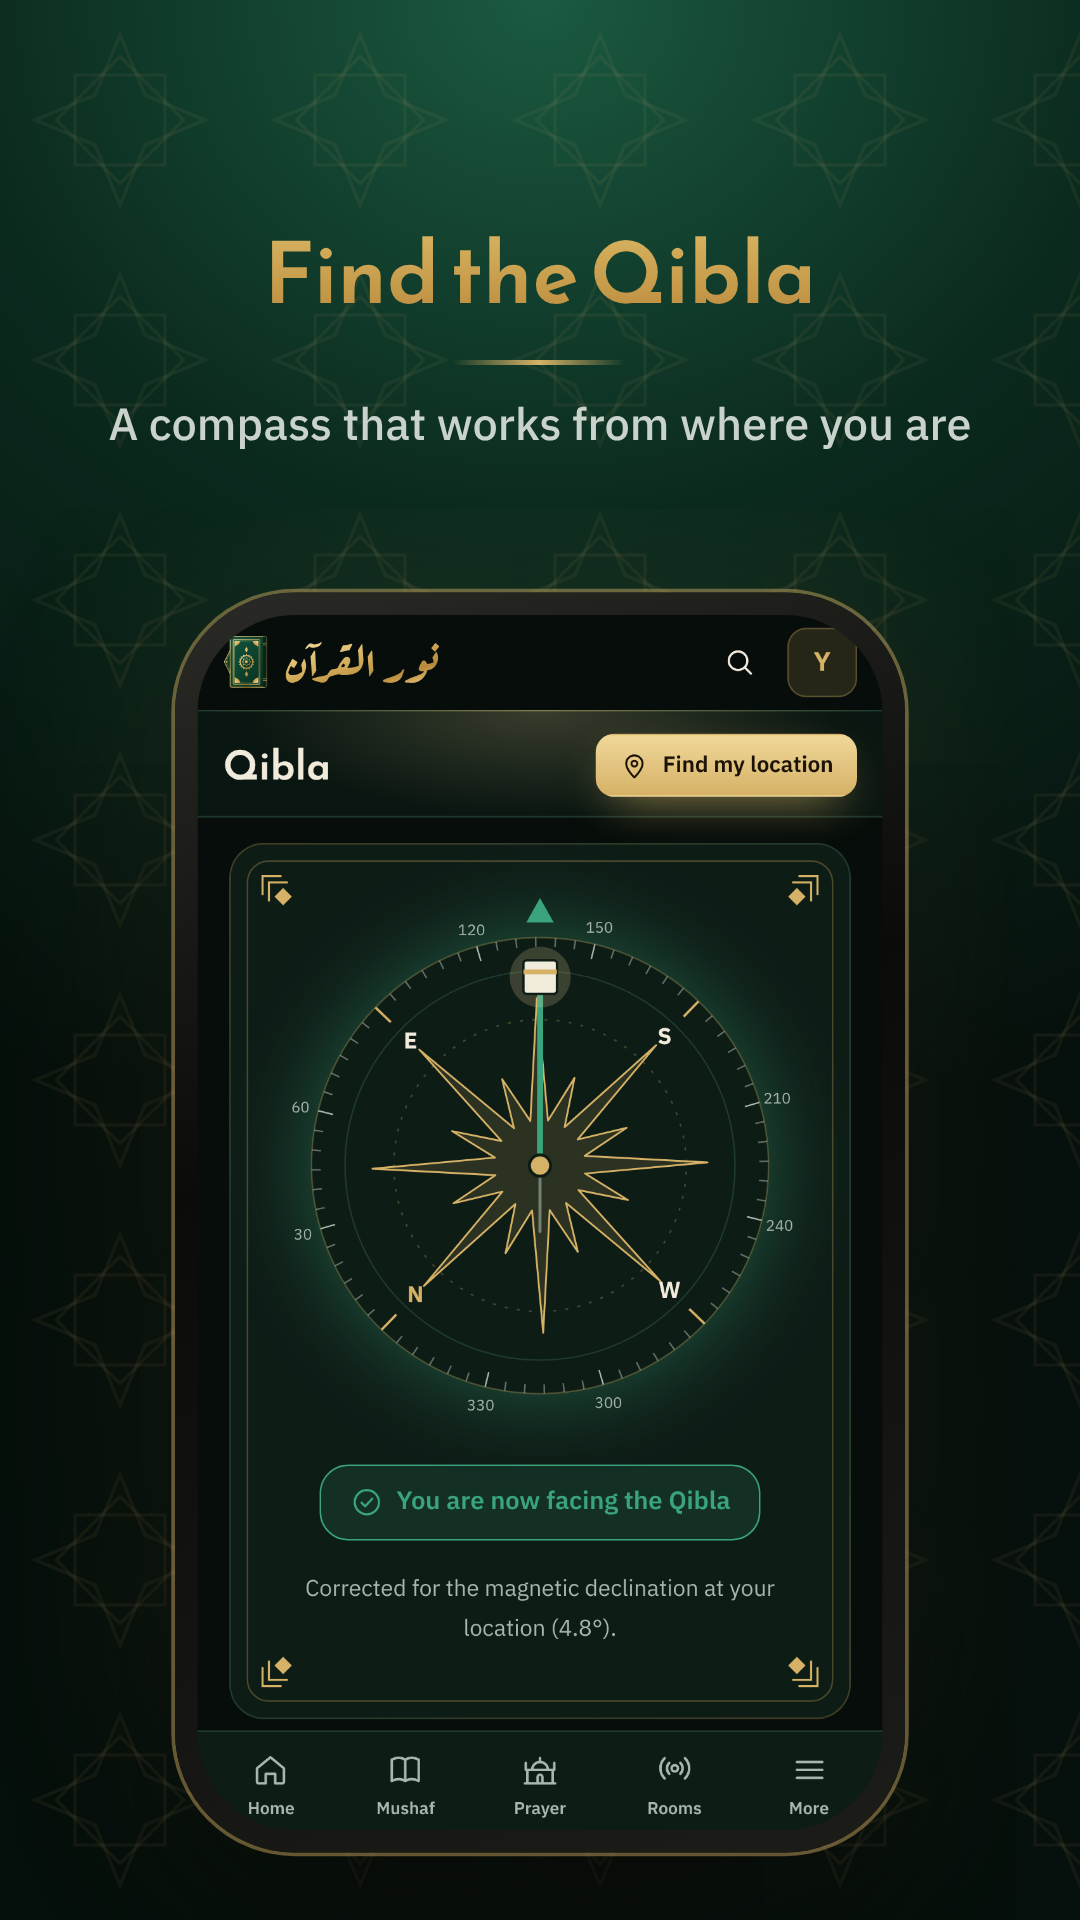 Find the Qibla
A compass that works from where you are
نور القرآن
Y
Qibla
Find my location
120
150
E
S
60
210
30
240
N
W
330
300
You are now facing the Qibla
Corrected for the magnetic declination at your
location (4.8°).
Home
Mushaf
Prayer
Rooms
More